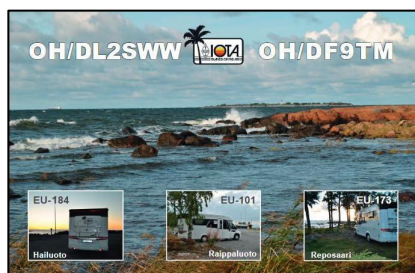 OH/DL2SWW
IOTA
OH/DF9TM
EU-184
Hailuoto
EU-101
Raippaluoto
EU-173
Reposaari